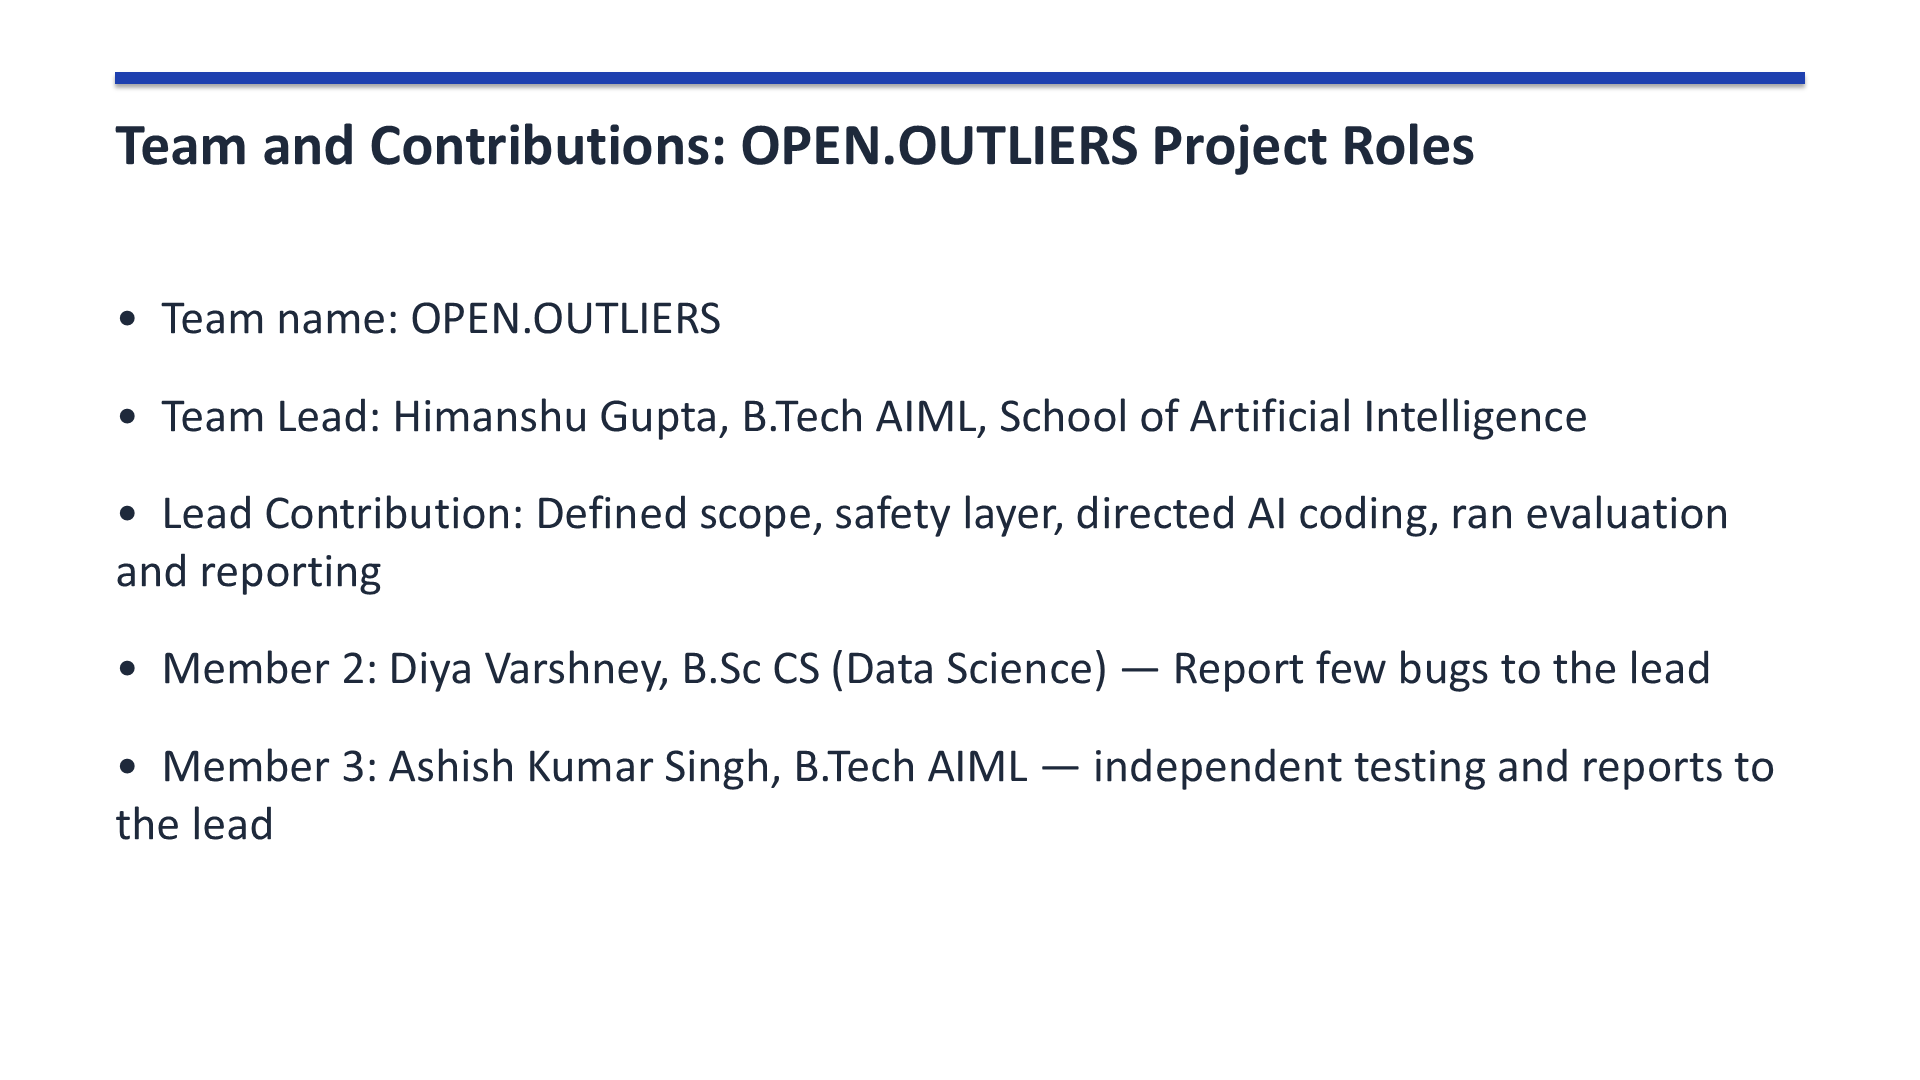 Team and Contributions: OPEN.OUTLIERS Project Roles
• Team name: OPEN.OUTLIERS
• Team Lead: Himanshu Gupta, B.Tech AIML, School of Artificial Intelligence
• Lead Contribution: Defined scope, safety layer, directed AI coding, ran evaluation
and reporting
• Member 2: Diya Varshney, B.Sc CS (Data Science) — Report few bugs to the lead
• Member 3: Ashish Kumar Singh, B.Tech AIML — independent testing and reports to
the lead